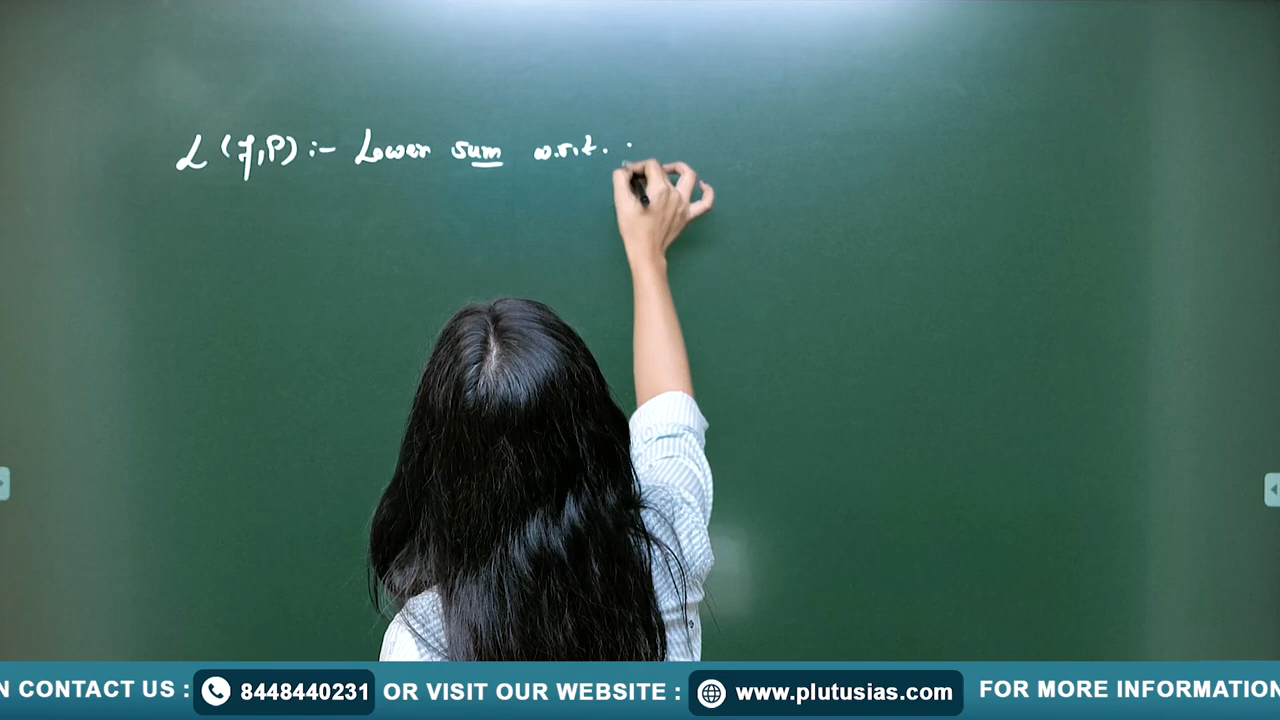 L(f,P) :- Lower sum w.r.t.
N CONTACT US : 8448440231 OR VISIT OUR WEBSITE : www.plutusias.com FOR MORE INFORMATION